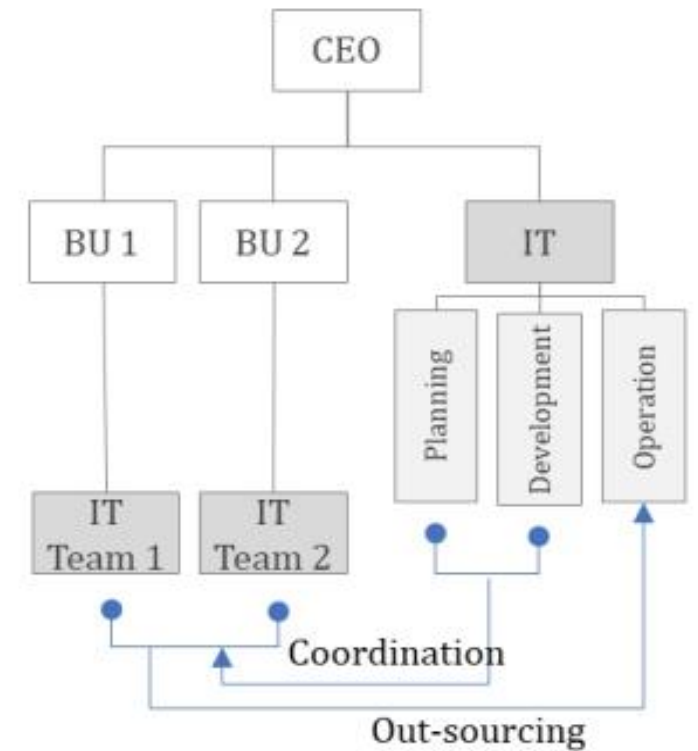 CEO
BU 1
BU 2
IT
Planning
Development
Operation
IT
Team 1
IT
Team 2
Coordination
Out-sourcing